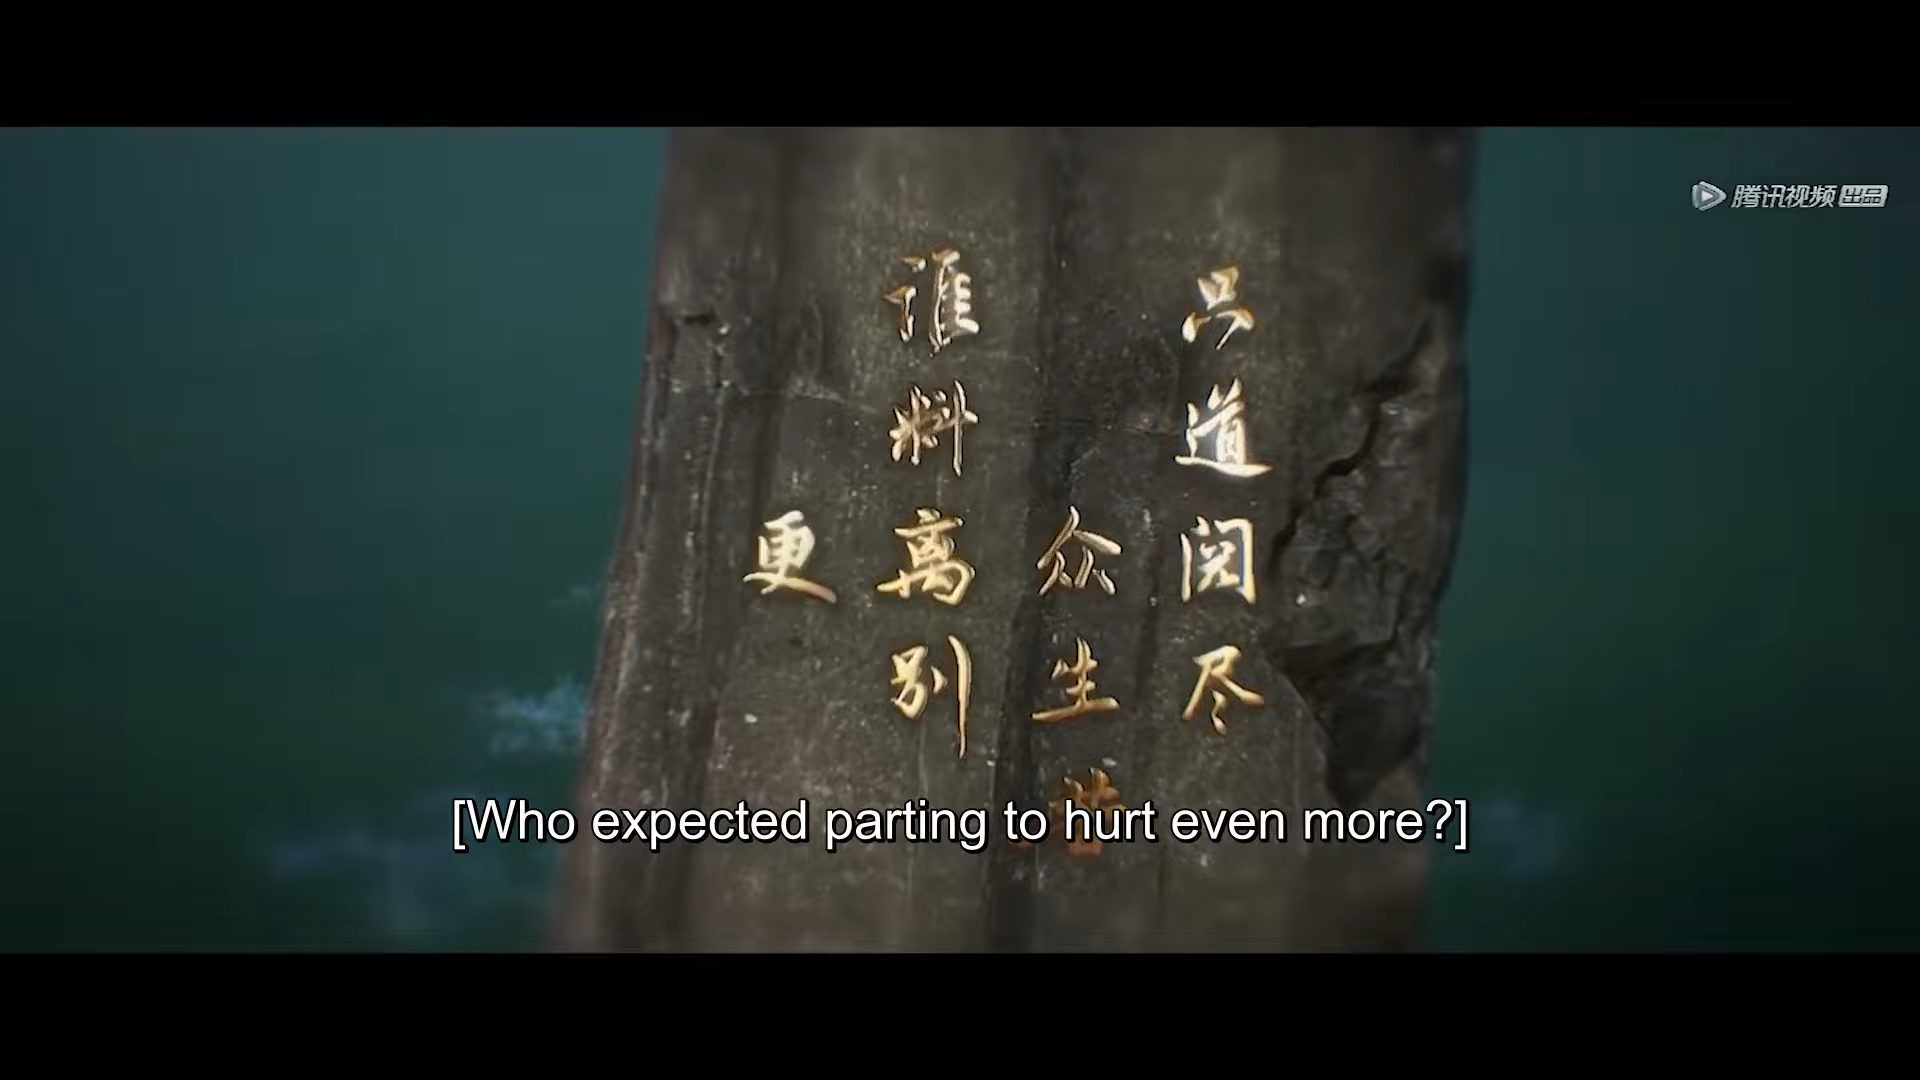 腾讯视频 出品
只道阅尽
众生苦
谁料离别
更
[Who expected parting to hurt even more?]